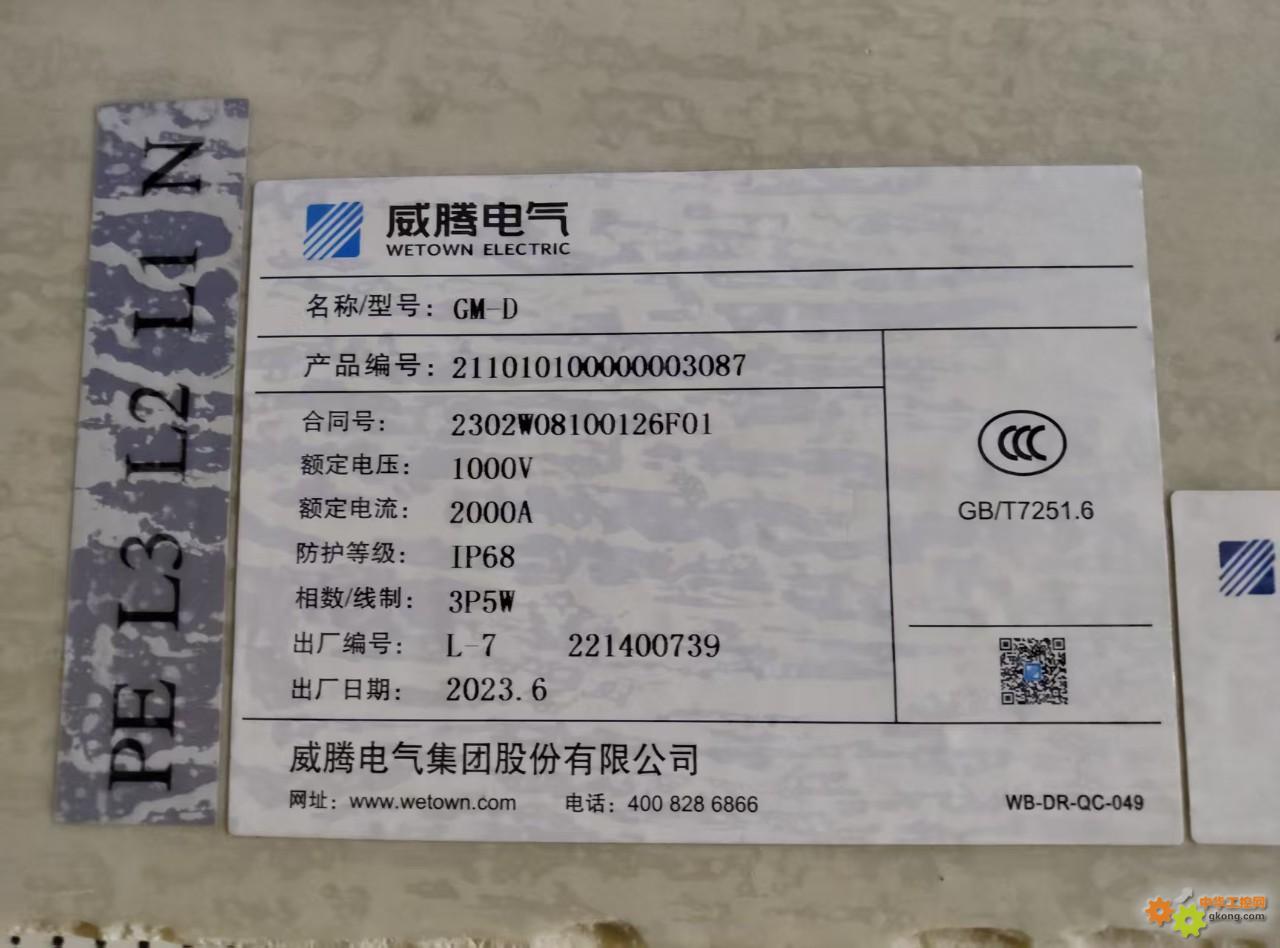 N L1 L2 L3 PE
威腾电气
WETOWN ELECTRIC
名称/型号：GM-D
产品编号：211010100000003087
合同号：2302W08100126F01
额定电压：1000V
额定电流：2000A
防护等级：IP68
相数/线制：3P5W
出厂编号：L-7 221400739
出厂日期：2023.6
CCC
GB/T7251.6
威腾电气集团股份有限公司
网址：www.wetown.com 电话：400 828 6866
WB-DR-QC-049
中华工控网
gkong.com